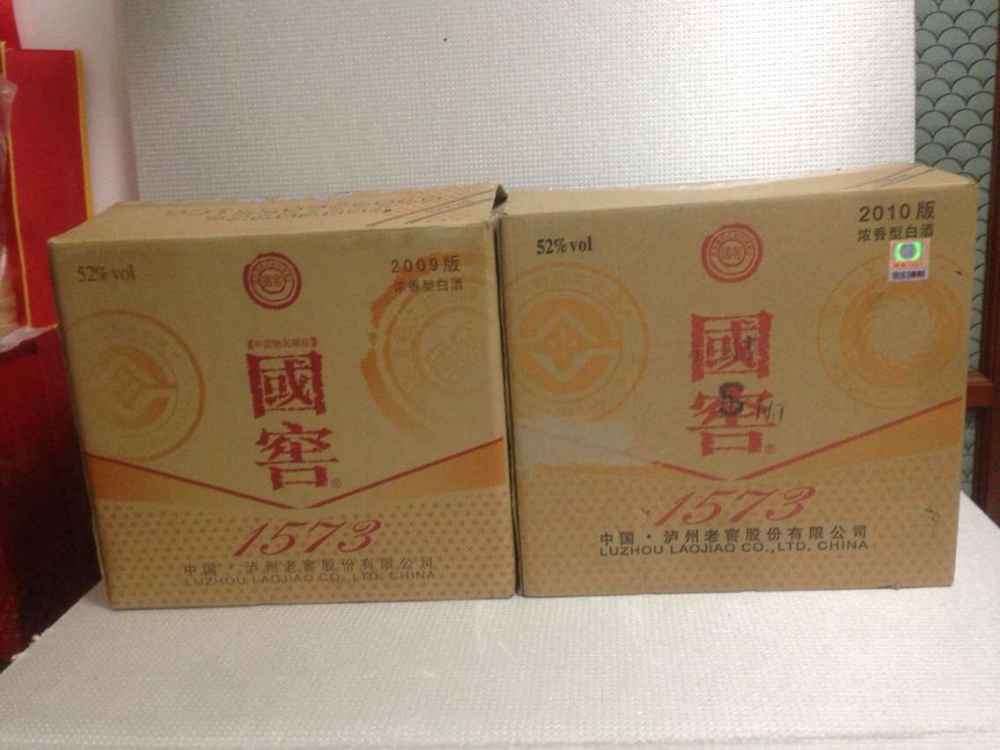 52%vol
2009版
浓香型白酒
國
窖
®
1573
中国·泸州老窖股份有限公司
LUZHOU LAOJIAO CO., LTD. CHINA
52%vol
2010版
浓香型白酒
國
窖
®
S
1573
中国·泸州老窖股份有限公司
LUZHOU LAOJIAO CO.,LTD. CHINA